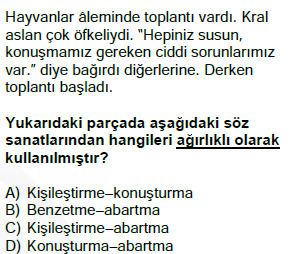 Hayvanlar âleminde toplantı vardı. Kral
aslan çok öfkeliydi. "Hepiniz susun,
konuşmamız gereken ciddi sorunlarımız
var." diye bağırdı diğerlerine. Derken
toplantı başladı.
Yukarıdaki parçada aşağıdaki söz
sanatlarından hangileri ağırlıklı olarak
kullanılmıştır?
A) Kişileştirme–konuşturma
B) Benzetme–abartma
C) Kişileştirme–abartma
D) Konuşturma–abartma